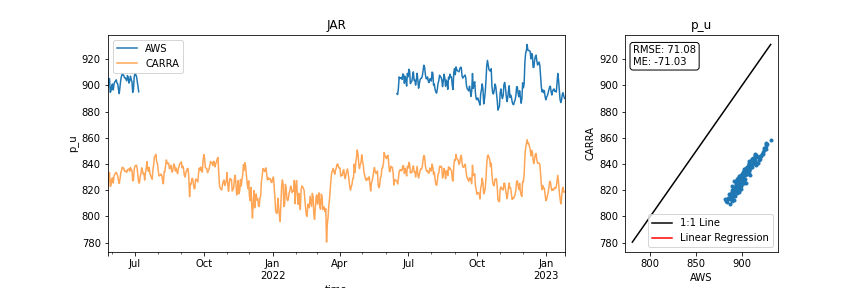 JAR
p_u
AWS
CARRA
920
900
880
860
840
820
800
780
p_u
Jul
Oct
Jan
2022
Apr
Jul
Oct
Jan
2023
time
p_u
RMSE: 71.08
ME: -71.03
920
900
880
860
840
820
800
780
CARRA
1:1 Line
Linear Regression
800
850
900
AWS